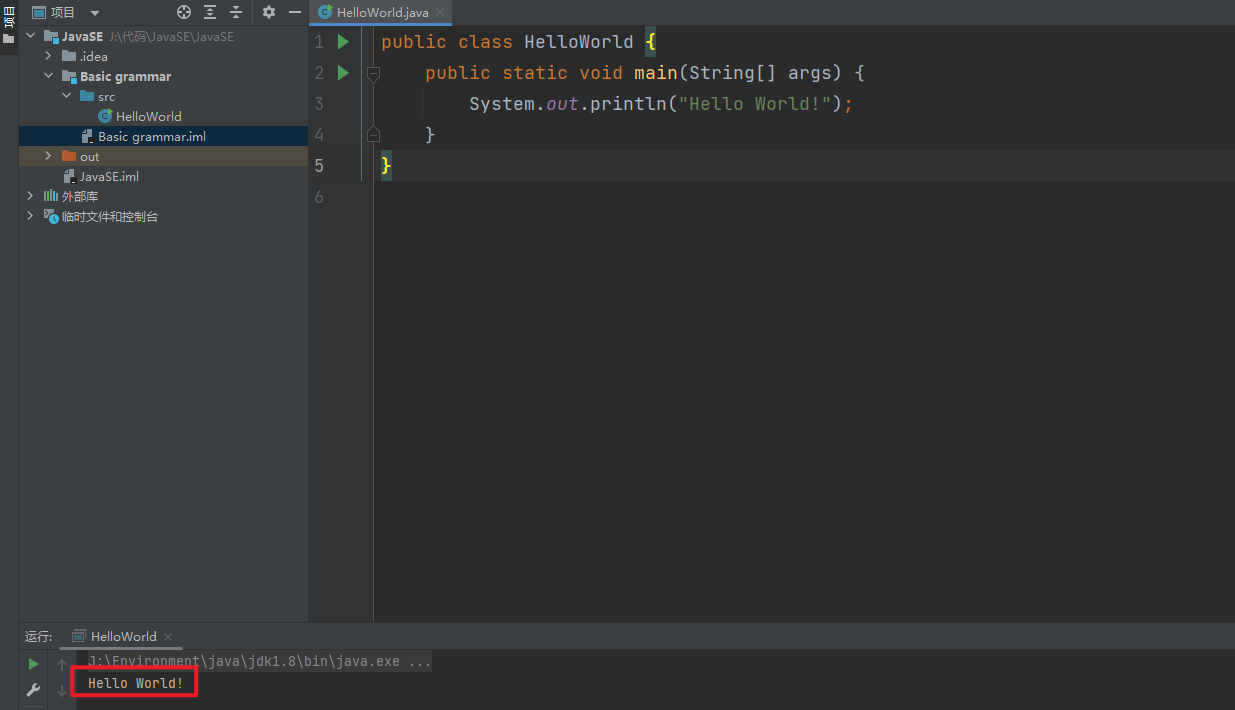 项目
项目
JavaSE J:\代码\JavaSE\JavaSE
.idea
Basic grammar
src
HelloWorld
Basic grammar.iml
out
JavaSE.iml
外部库
临时文件和控制台
HelloWorld.java
1 public class HelloWorld {
2 public static void main(String[] args) {
3 System.out.println("Hello World!");
4 }
5 }
6
运行: HelloWorld
J:\Environment\java\jdk1.8\bin\java.exe ...
Hello World!